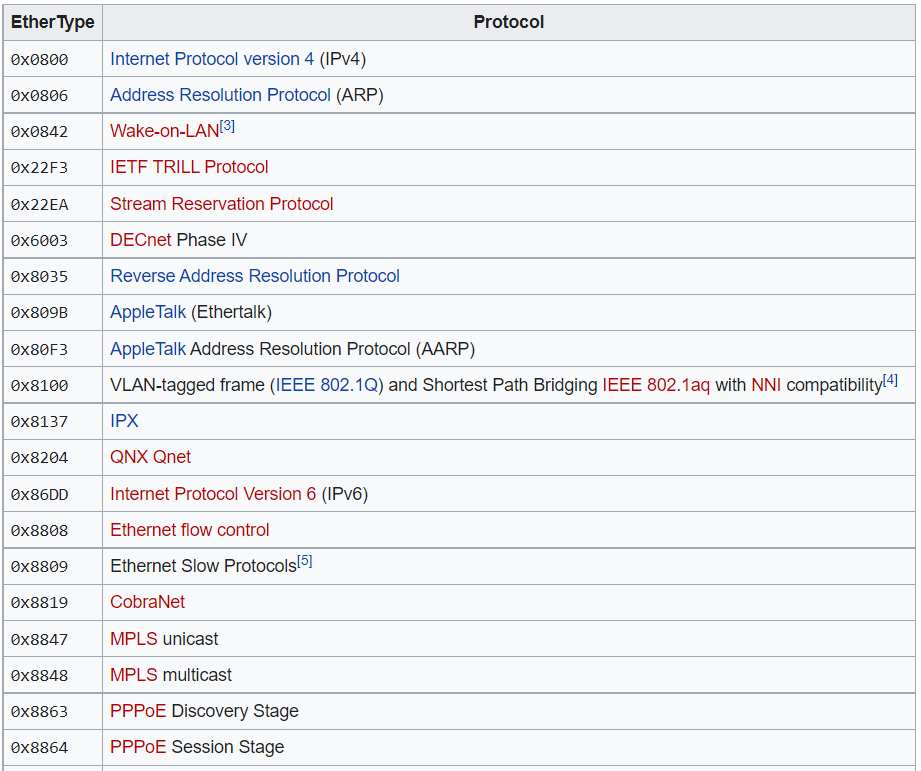 EtherType Protocol
0x0800 Internet Protocol version 4 (IPv4)
0x0806 Address Resolution Protocol (ARP)
0x0842 Wake-on-LAN[3]
0x22F3 IETF TRILL Protocol
0x22EA Stream Reservation Protocol
0x6003 DECnet Phase IV
0x8035 Reverse Address Resolution Protocol
0x809B AppleTalk (Ethertalk)
0x80F3 AppleTalk Address Resolution Protocol (AARP)
0x8100 VLAN-tagged frame (IEEE 802.1Q) and Shortest Path Bridging IEEE 802.1aq with NNI compatibility[4]
0x8137 IPX
0x8204 QNX Qnet
0x86DD Internet Protocol Version 6 (IPv6)
0x8808 Ethernet flow control
0x8809 Ethernet Slow Protocols[5]
0x8819 CobraNet
0x8847 MPLS unicast
0x8848 MPLS multicast
0x8863 PPPoE Discovery Stage
0x8864 PPPoE Session Stage